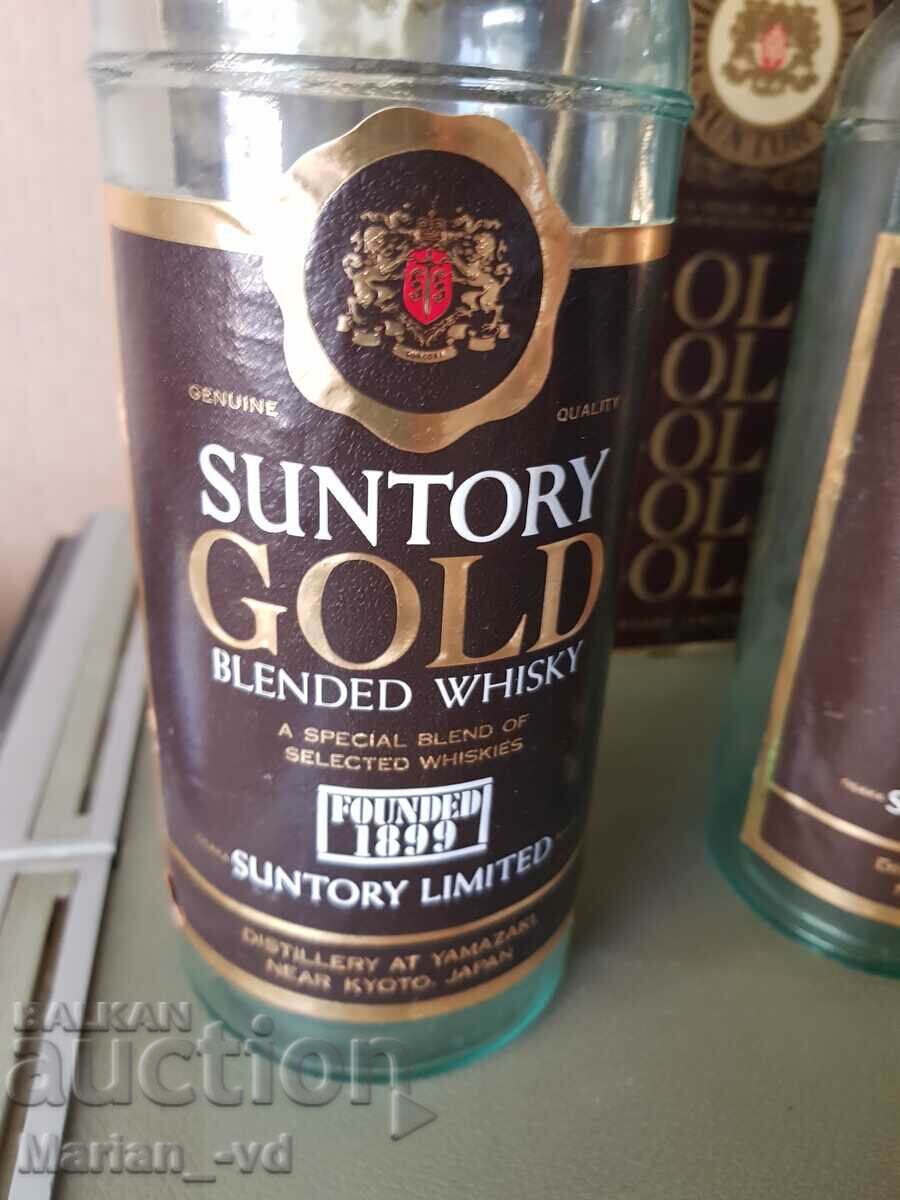 GENUINE QUALITY
SUNTORY
GOLD
BLENDED WHISKY
A SPECIAL BLEND OF
SELECTED WHISKIES
FOUNDED
1899
SUNTORY LIMITED
DISTILLERY AT YAMAZAKI,
NEAR KYOTO, JAPAN
SUNTORY
OL
OL
OL
OL
OL
S
BALKAN
auction
Marian_-vd